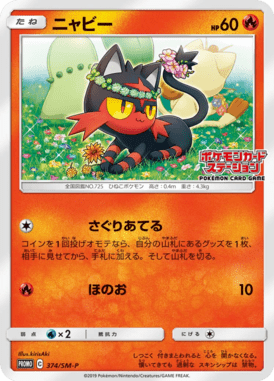 たね ニャビー HP60
ポケモンカード
ステーション
POKÉMON CARD GAME
全国図鑑NO.725 ひねこポケモン 高さ：0.4m 重さ：4.3kg
さぐりあてる
コインを1回投げオモテなら、自分の山札にあるグッズを1枚、
相手に見せてから、手札に加える。そして山札を切る。
ほのお 10
弱点 ×2 抵抗力 にげる
Illus. kirisAki
PROMO C 374/SM-P
しつこく 付きまとわれると 心を 開か
なくなる。信頼しても 過剰な スキンシップは 禁物。
©2019 Pokémon/Nintendo/Creatures/GAME FREAK.